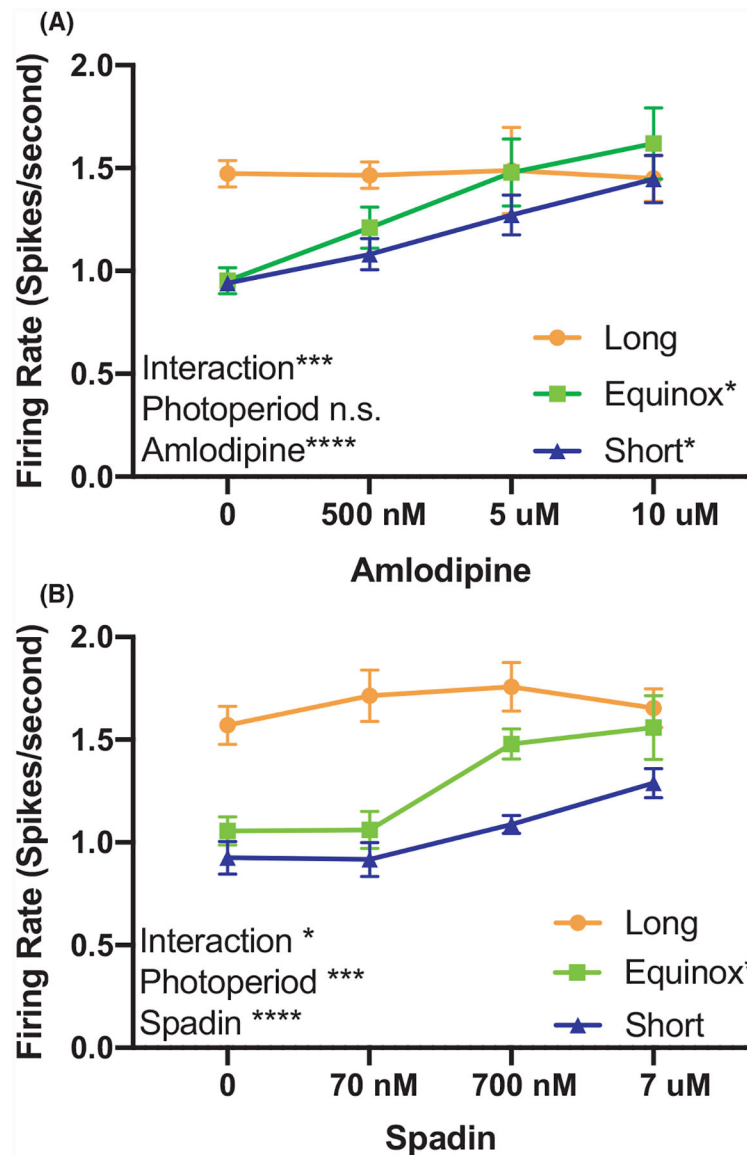 (A)
Firing Rate (Spikes/second)
2.0
1.5
1.0
0.5
0.0
Interaction***
Photoperiod n.s.
Amlodipine****
Long
Equinox*
Short*
0 500 nM 5 uM 10 uM
Amlodipine
(B)
Firing Rate (Spikes/second)
2.0
1.5
1.0
0.5
0.0
Interaction *
Photoperiod ***
Spadin ****
Long
Equinox*
Short
0 70 nM 700 nM 7 uM
Spadin